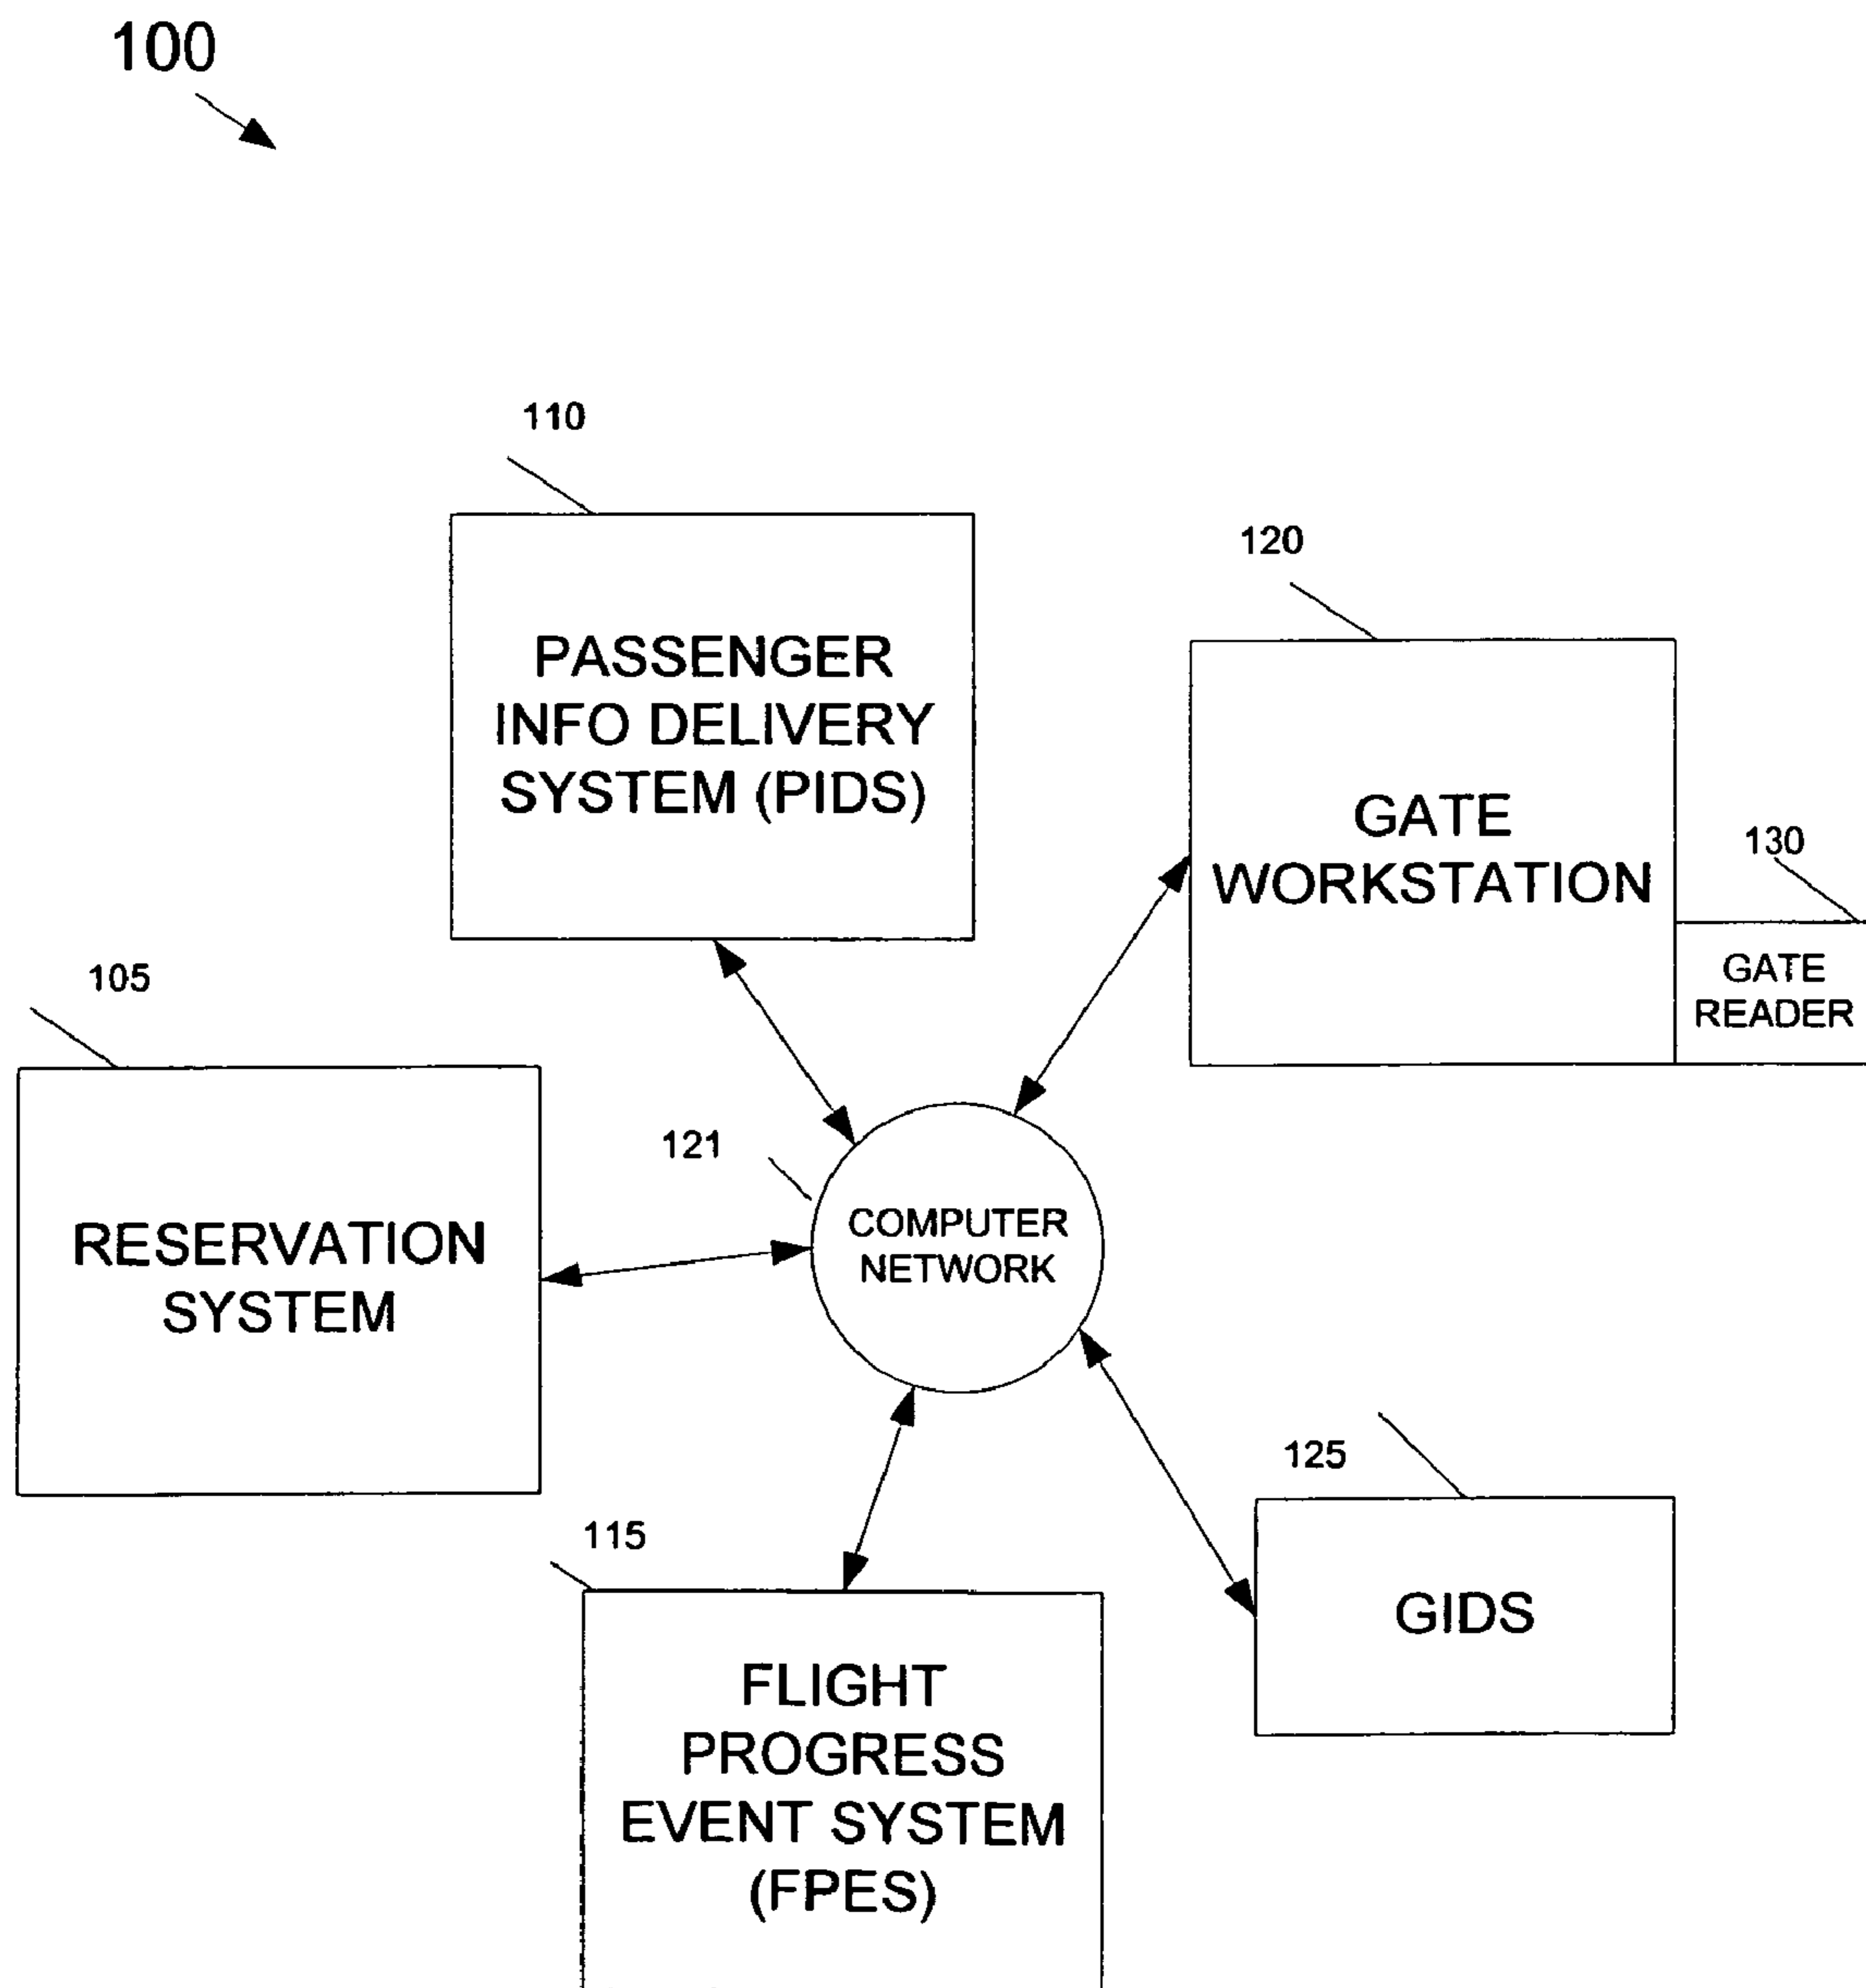 100
110
PASSENGER
INFO DELIVERY
SYSTEM (PIDS)
120
GATE
WORKSTATION
130
GATE
READER
105
RESERVATION
SYSTEM
121
COMPUTER
NETWORK
125
GIDS
115
FLIGHT
PROGRESS
EVENT SYSTEM
(FPES)